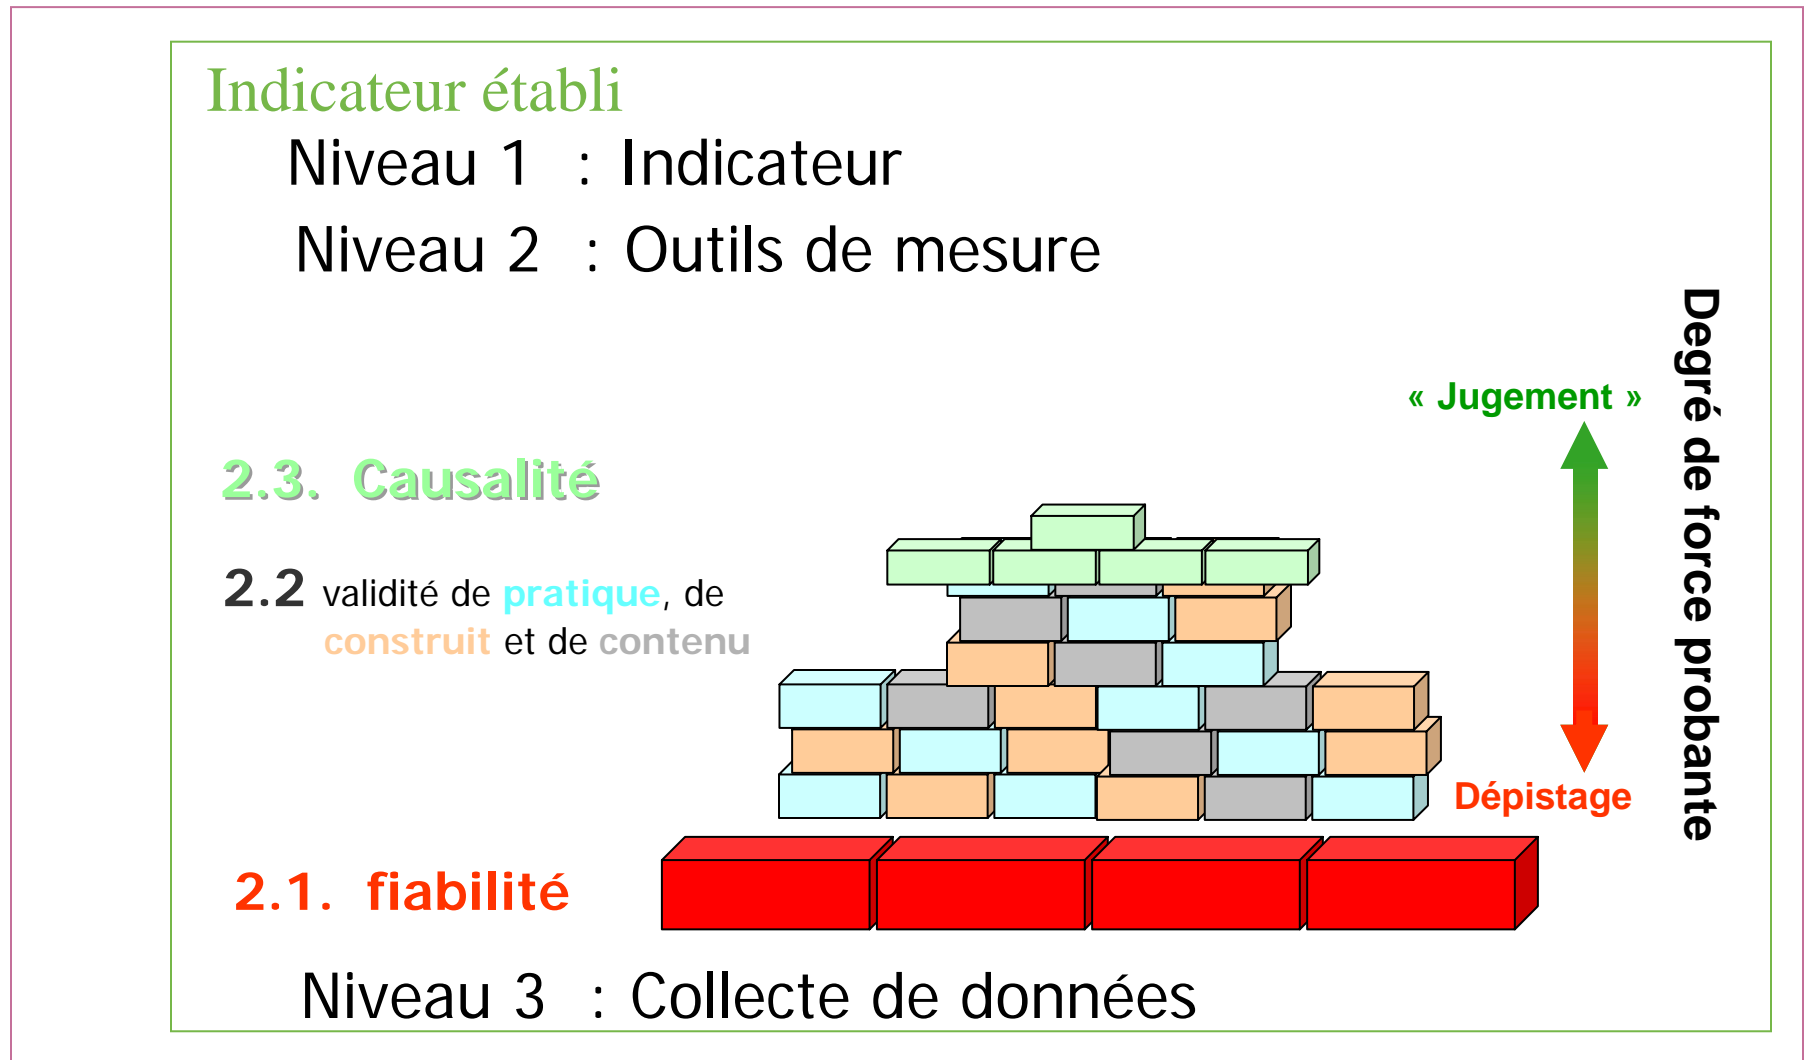 Indicateur établi
Niveau 1 : Indicateur
Niveau 2 : Outils de mesure
Degré de force probante
« Jugement »
2.3. Causalité
2.2 validité de pratique, de
construit et de contenu
Dépistage
2.1. fiabilité
Niveau 3 : Collecte de données